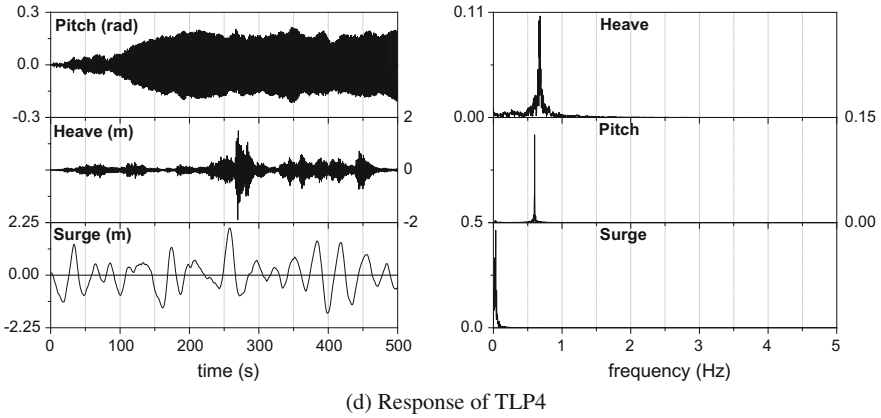 0.3
Pitch (rad)
0.0
-0.3
2
Heave (m)
0
2.25
-2
Surge (m)
0.00
-2.25
0 100 200 300 400 500
time (s)
0.11
Heave
0.00
0.15
Pitch
0.5
0.00
Surge
0.0
0 1 2 3 4 5
frequency (Hz)
(d) Response of TLP4